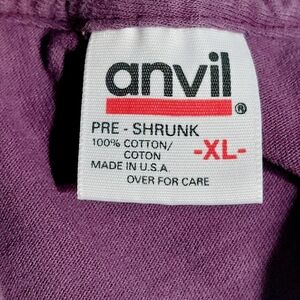 anvil
®
PRE - SHRUNK
100% COTTON/
COTON
-XL-
MADE IN U.S.A.
OVER FOR CARE